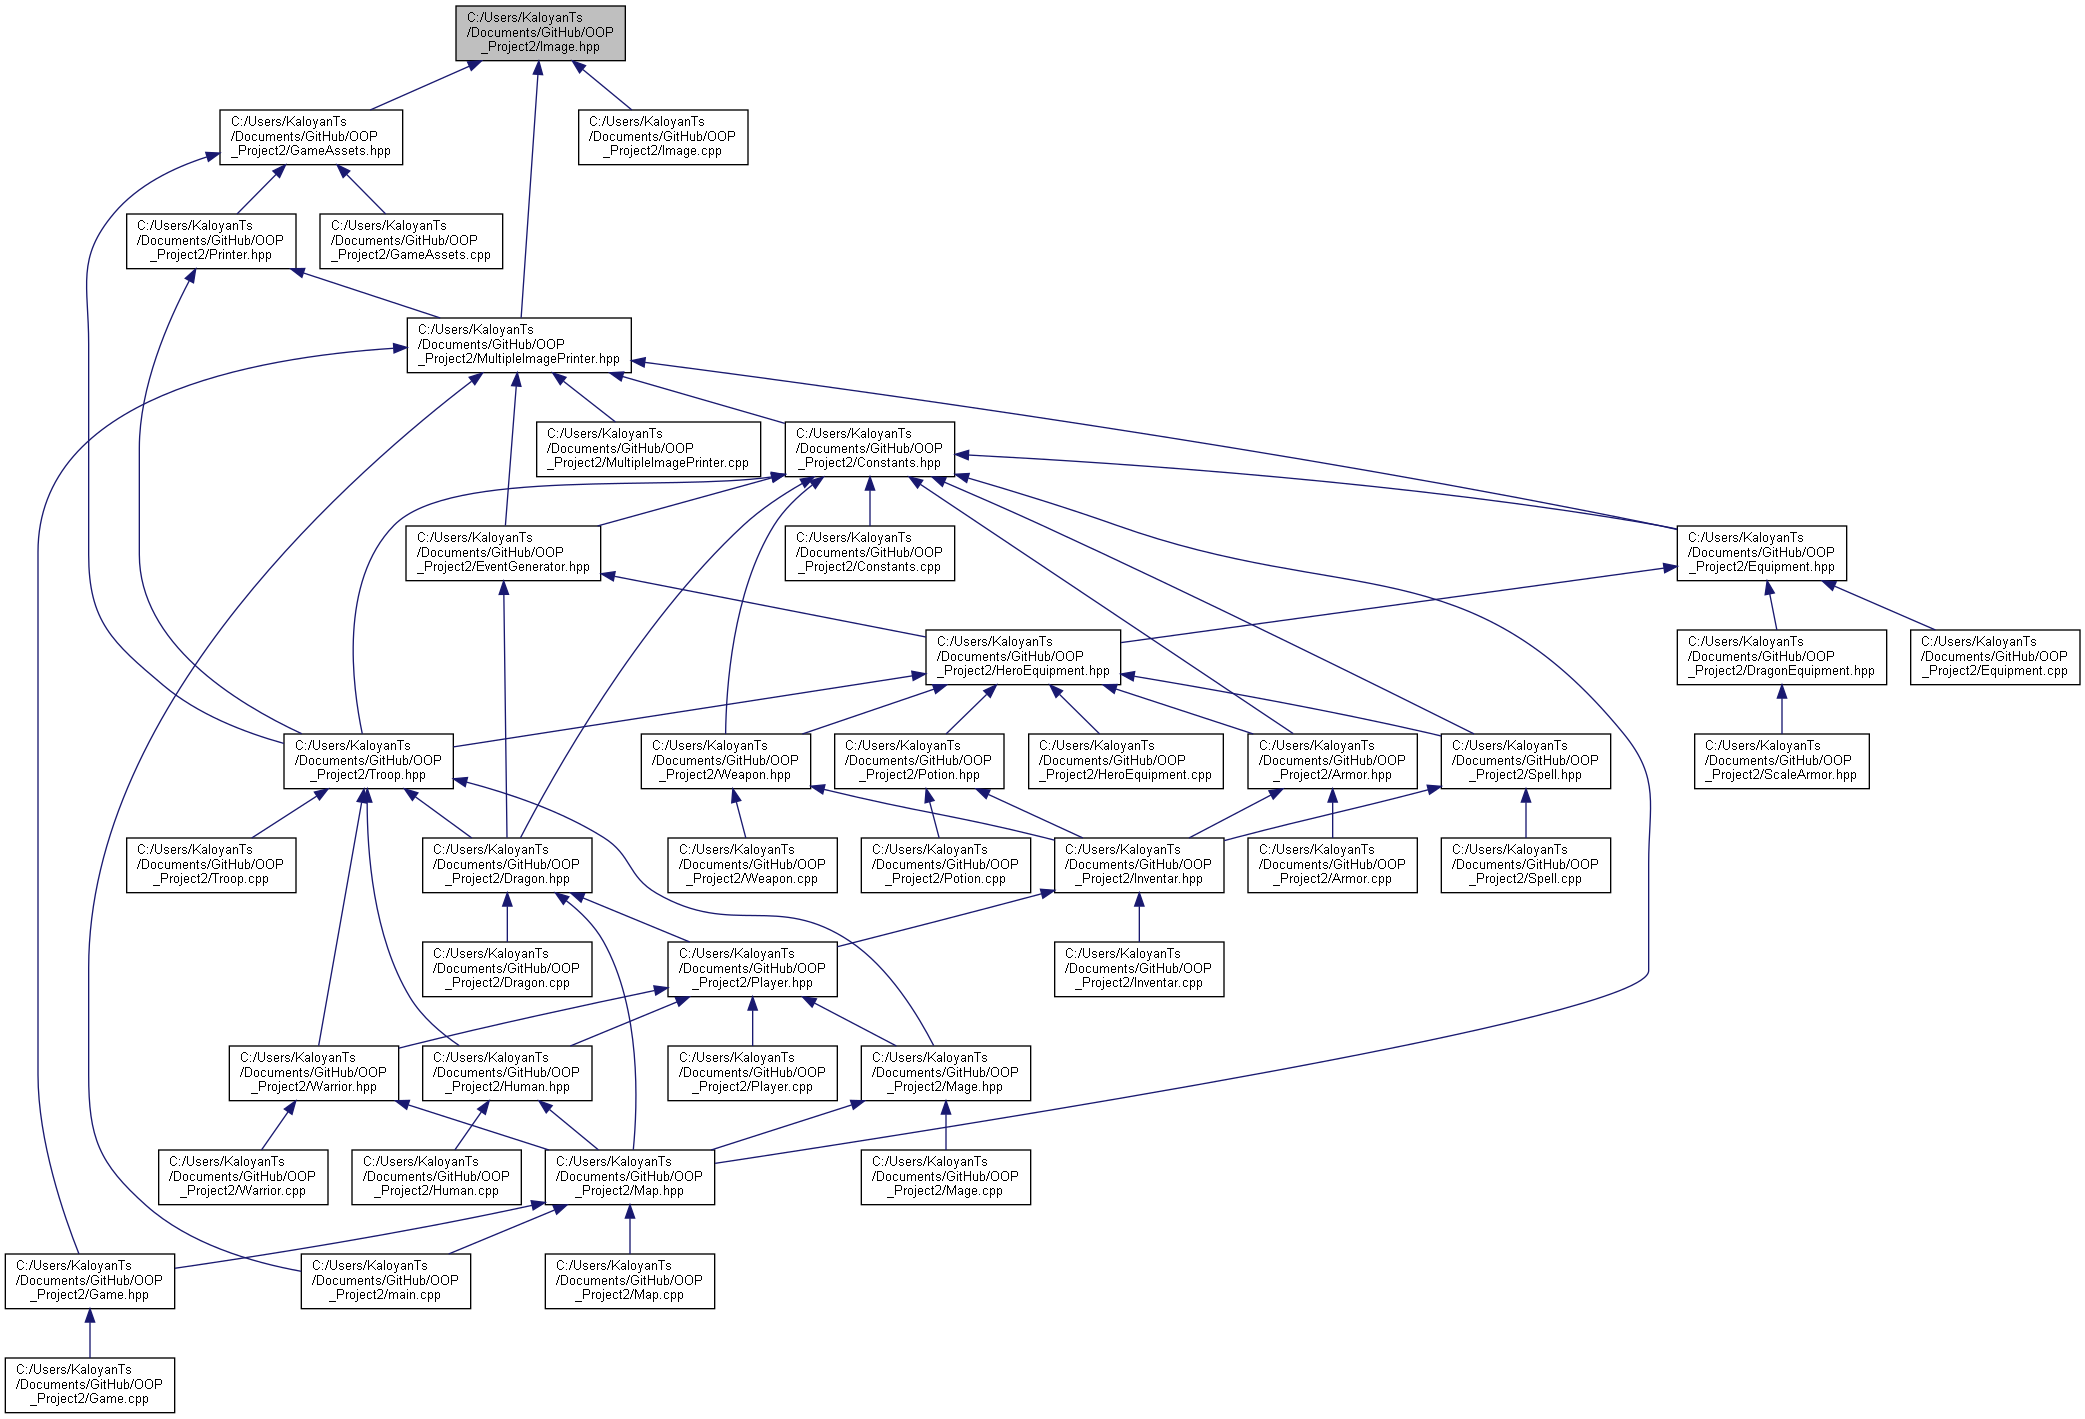 C:/Users/KaloyanTs
/Documents/GitHub/OOP
_Project2/Image.hpp
C:/Users/KaloyanTs
/Documents/GitHub/OOP
_Project2/GameAssets.hpp
C:/Users/KaloyanTs
/Documents/GitHub/OOP
_Project2/Image.cpp
C:/Users/KaloyanTs
/Documents/GitHub/OOP
_Project2/Printer.hpp
C:/Users/KaloyanTs
/Documents/GitHub/OOP
_Project2/GameAssets.cpp
C:/Users/KaloyanTs
/Documents/GitHub/OOP
_Project2/MultipleImagePrinter.hpp
C:/Users/KaloyanTs
/Documents/GitHub/OOP
_Project2/MultipleImagePrinter.cpp
C:/Users/KaloyanTs
/Documents/GitHub/OOP
_Project2/Constants.hpp
C:/Users/KaloyanTs
/Documents/GitHub/OOP
_Project2/EventGenerator.hpp
C:/Users/KaloyanTs
/Documents/GitHub/OOP
_Project2/Constants.cpp
C:/Users/KaloyanTs
/Documents/GitHub/OOP
_Project2/Equipment.hpp
C:/Users/KaloyanTs
/Documents/GitHub/OOP
_Project2/HeroEquipment.hpp
C:/Users/KaloyanTs
/Documents/GitHub/OOP
_Project2/DragonEquipment.hpp
C:/Users/KaloyanTs
/Documents/GitHub/OOP
_Project2/Equipment.cpp
C:/Users/KaloyanTs
/Documents/GitHub/OOP
_Project2/Troop.hpp
C:/Users/KaloyanTs
/Documents/GitHub/OOP
_Project2/Weapon.hpp
C:/Users/KaloyanTs
/Documents/GitHub/OOP
_Project2/Potion.hpp
C:/Users/KaloyanTs
/Documents/GitHub/OOP
_Project2/HeroEquipment.cpp
C:/Users/KaloyanTs
/Documents/GitHub/OOP
_Project2/Armor.hpp
C:/Users/KaloyanTs
/Documents/GitHub/OOP
_Project2/Spell.hpp
C:/Users/KaloyanTs
/Documents/GitHub/OOP
_Project2/ScaleArmor.hpp
C:/Users/KaloyanTs
/Documents/GitHub/OOP
_Project2/Troop.cpp
C:/Users/KaloyanTs
/Documents/GitHub/OOP
_Project2/Dragon.hpp
C:/Users/KaloyanTs
/Documents/GitHub/OOP
_Project2/Weapon.cpp
C:/Users/KaloyanTs
/Documents/GitHub/OOP
_Project2/Potion.cpp
C:/Users/KaloyanTs
/Documents/GitHub/OOP
_Project2/Inventar.hpp
C:/Users/KaloyanTs
/Documents/GitHub/OOP
_Project2/Armor.cpp
C:/Users/KaloyanTs
/Documents/GitHub/OOP
_Project2/Spell.cpp
C:/Users/KaloyanTs
/Documents/GitHub/OOP
_Project2/Dragon.cpp
C:/Users/KaloyanTs
/Documents/GitHub/OOP
_Project2/Player.hpp
C:/Users/KaloyanTs
/Documents/GitHub/OOP
_Project2/Inventar.cpp
C:/Users/KaloyanTs
/Documents/GitHub/OOP
_Project2/Warrior.hpp
C:/Users/KaloyanTs
/Documents/GitHub/OOP
_Project2/Human.hpp
C:/Users/KaloyanTs
/Documents/GitHub/OOP
_Project2/Player.cpp
C:/Users/KaloyanTs
/Documents/GitHub/OOP
_Project2/Mage.hpp
C:/Users/KaloyanTs
/Documents/GitHub/OOP
_Project2/Warrior.cpp
C:/Users/KaloyanTs
/Documents/GitHub/OOP
_Project2/Human.cpp
C:/Users/KaloyanTs
/Documents/GitHub/OOP
_Project2/Map.hpp
C:/Users/KaloyanTs
/Documents/GitHub/OOP
_Project2/Mage.cpp
C:/Users/KaloyanTs
/Documents/GitHub/OOP
_Project2/Game.hpp
C:/Users/KaloyanTs
/Documents/GitHub/OOP
_Project2/main.cpp
C:/Users/KaloyanTs
/Documents/GitHub/OOP
_Project2/Map.cpp
C:/Users/KaloyanTs
/Documents/GitHub/OOP
_Project2/Game.cpp